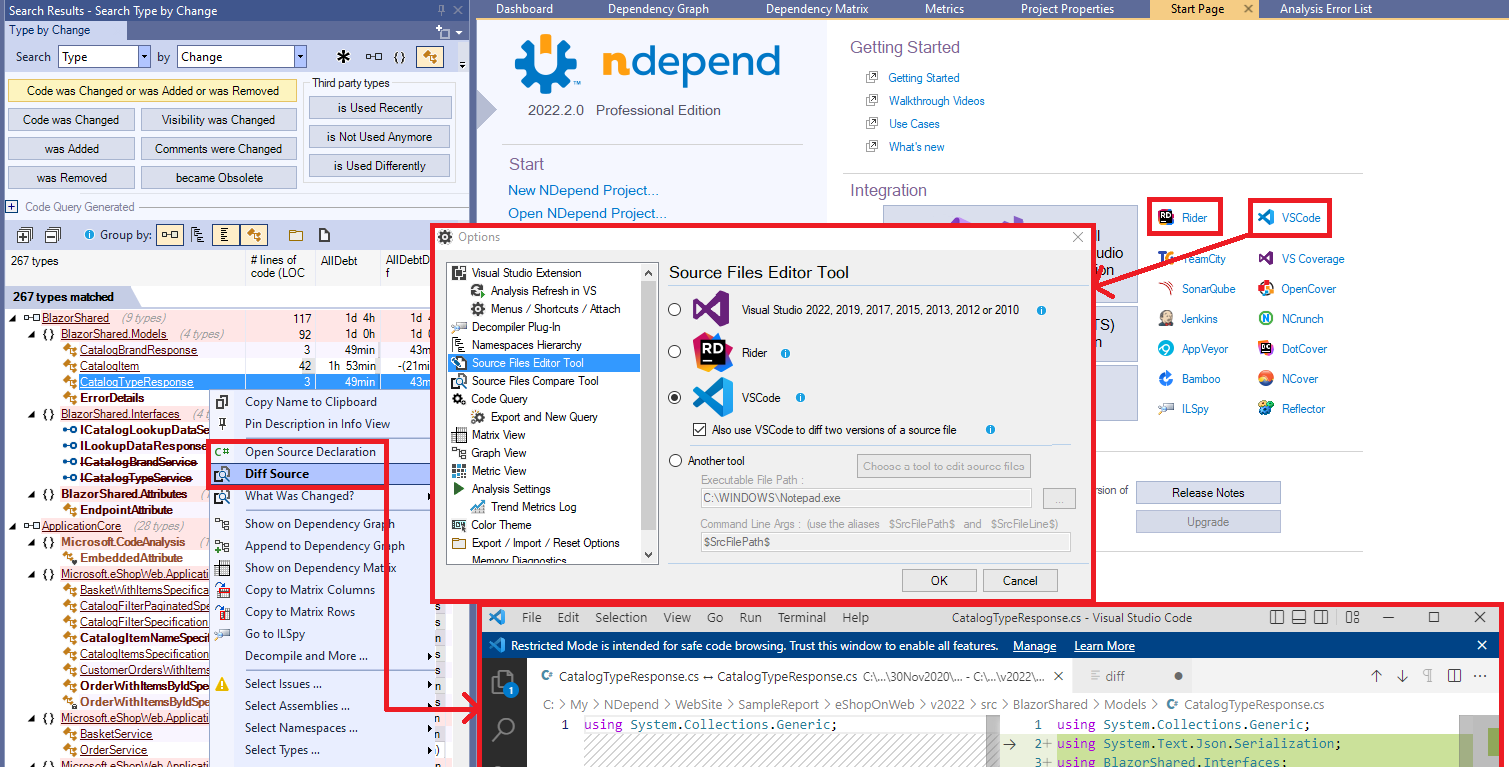 Search Results - Search Type by Change
Type by Change
Search Type by Change
Code was Changed or was Added or was Removed
Code was Changed
Visibility was Changed
was Added
Comments were Changed
was Removed
became Obsolete
Third party types
is Used Recently
is Not Used Anymore
is Used Differently
Code Query Generated
Group by:
267 types
# lines of code (LOC
AllDebt
AllDebtD
f
267 types matched
BlazorShared (9 types) 117 1d 4h 1d
BlazorShared.Models (4 types) 92 1d 0h 1d
CatalogBrandResponse 3 49min 43m
CatalogItem 42 1h 53min -(21mi
CatalogTypeResponse 3 49min 43m
ErrorDetails
BlazorShared.Interfaces (4 t
ICatalogLookupDataSe
ILookupDataResponse
ICatalogBrandService
ICatalogTypeService
BlazorShared.Attributes
EndpointAttribute
ApplicationCore (28 types)
Microsoft.CodeAnalysis
EmbeddedAttribute
Microsoft.eShopWeb.Applicati
BasketWithItemsSpecifica
CatalogFilterPaginatedSpe
CatalogFilterSpecification
CatalogItemNameSpecifi
CatalogItemsSpecification
CustomerOrdersWithItems
OrderWithItemsByIdSpe
OrderWithItemsByIdSpeci
Microsoft.eShopWeb.Applicati
BasketService
OrderService
Microsoft.eShopWeb.Applicati
Copy Name to Clipboard
Pin Description in Info View
C# Open Source Declaration
Diff Source
What Was Changed?
Show on Dependency Graph
Append to Dependency Graph
Show on Dependency Matrix
Copy to Matrix Columns
Copy to Matrix Rows
Go to ILSpy
Decompile and More ...
Select Issues ...
Select Assemblies ...
Select Namespaces ...
Select Types ...
Dashboard
Dependency Graph
Dependency Matrix
Metrics
Project Properties
Start Page
Analysis Error List
ndepend
TM
2022.2.0 Professional Edition
Start
New NDepend Project...
Open NDepend Project...
Getting Started
Getting Started
Walkthrough Videos
Use Cases
What's new
Integration
RD Rider
VSCode
TeamCity
VS Coverage
SonarQube
OpenCover
Jenkins
NCrunch
AppVeyor
DotCover
Bamboo
NCover
ILSpy
Reflector
Release Notes
Upgrade
Options
Visual Studio Extension
Analysis Refresh in VS
Menus / Shortcuts / Attach
Decompiler Plug-In
Namespaces Hierarchy
Source Files Editor Tool
Source Files Compare Tool
Code Query
Export and New Query
Matrix View
Graph View
Metric View
Analysis Settings
Trend Metrics Log
Color Theme
Export / Import / Reset Options
Memory Diagnostics
Source Files Editor Tool
Visual Studio 2022, 2019, 2017, 2015, 2013, 2012 or 2010
RD Rider
VSCode
Also use VSCode to diff two versions of a source file
Another tool
Choose a tool to edit source files
Executable File Path :
C:\WINDOWS\Notepad.exe
...
Command Line Args : (use the aliases $SrcFilePath$ and $SrcFileLine$)
$SrcFilePath$
OK
Cancel
File Edit Selection View Go Run Terminal Help
CatalogTypeResponse.cs - Visual Studio Code
Restricted Mode is intended for safe code browsing. Trust this window to enable all features. Manage Learn More
1
CatalogTypeResponse.cs ↔ CatalogTypeResponse.cs C:\...\30Nov2020\... - C:\...\v2022\...
diff
C: > My > NDepend > WebSite > SampleReport > eShopOnWeb > v2022 > src > BlazorShared > Models > CatalogTypeResponse.cs
1 using System.Collections.Generic;
1 using System.Collections.Generic;
2+ using System.Text.Json.Serialization;
3+ using BlazorShared.Interfaces;